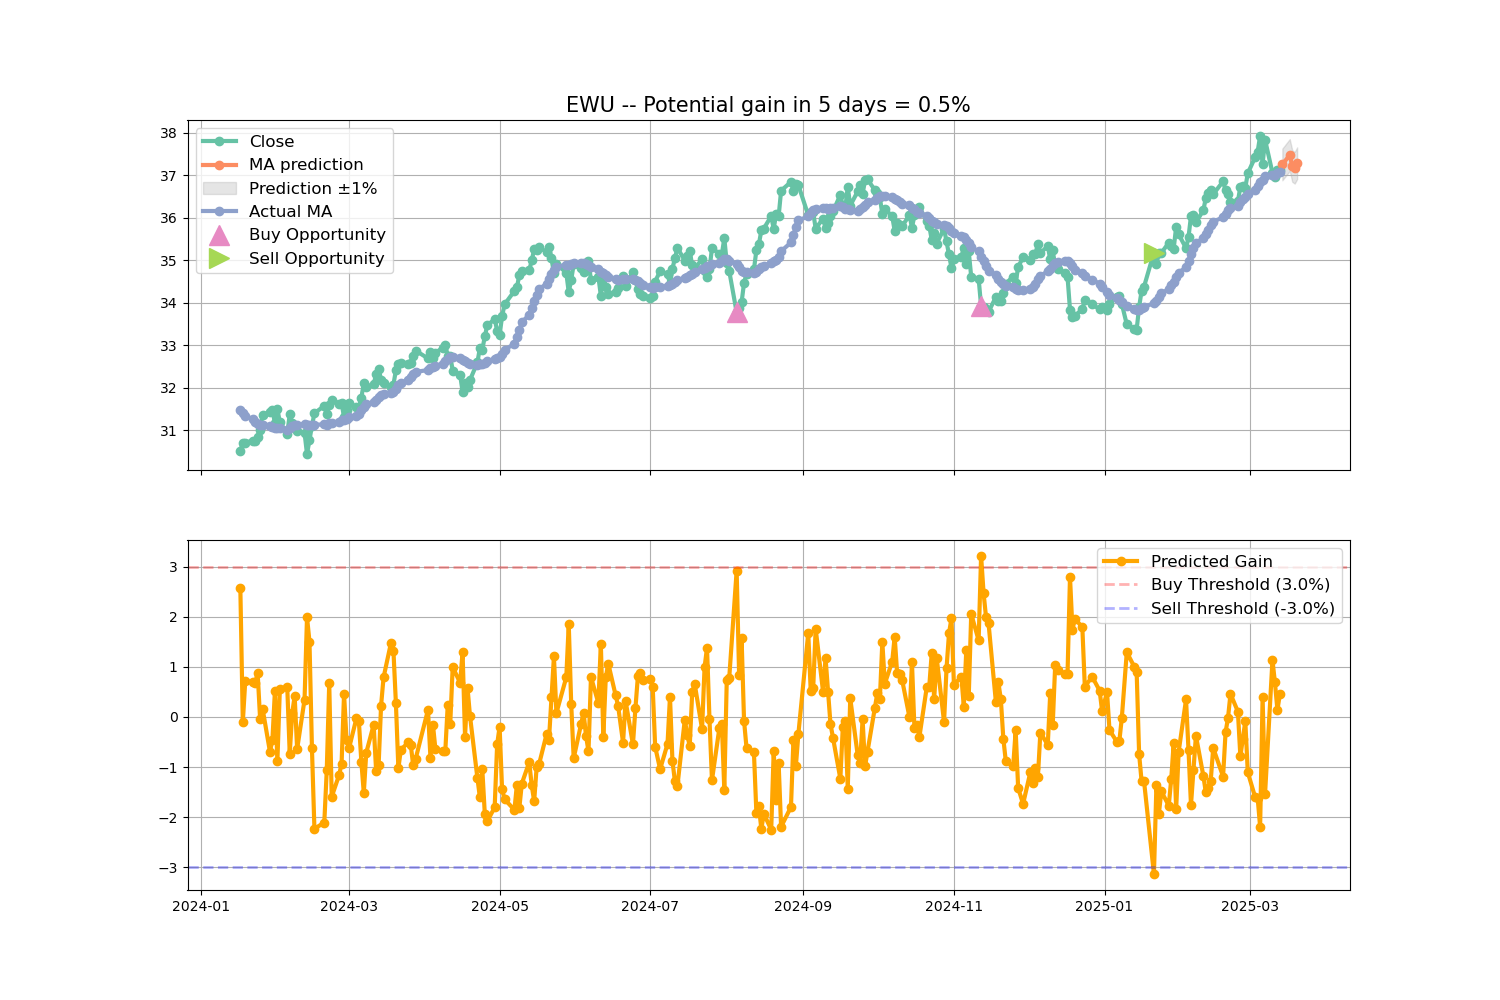 EWU -- Potential gain in 5 days = 0.5%
38
37
36
35
34
33
32
31
Close
MA prediction
Prediction ±1%
Actual MA
Buy Opportunity
Sell Opportunity
3
2
1
0
−1
−2
−3
Predicted Gain
Buy Threshold (3.0%)
Sell Threshold (-3.0%)
2024-01 2024-03 2024-05 2024-07 2024-09 2024-11 2025-01 2025-03